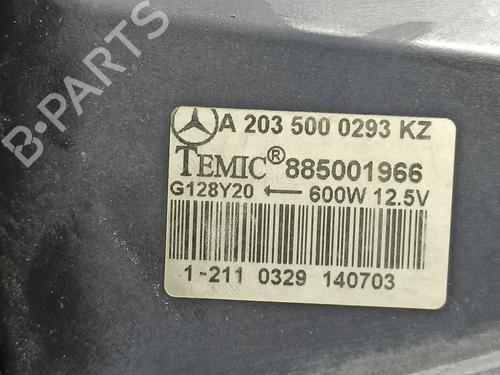 B-PARTS
A 203 500 0293 KZ
TEMIC® 885001966
G128Y20 ← 600W 12.5V
1-211 0329 140703